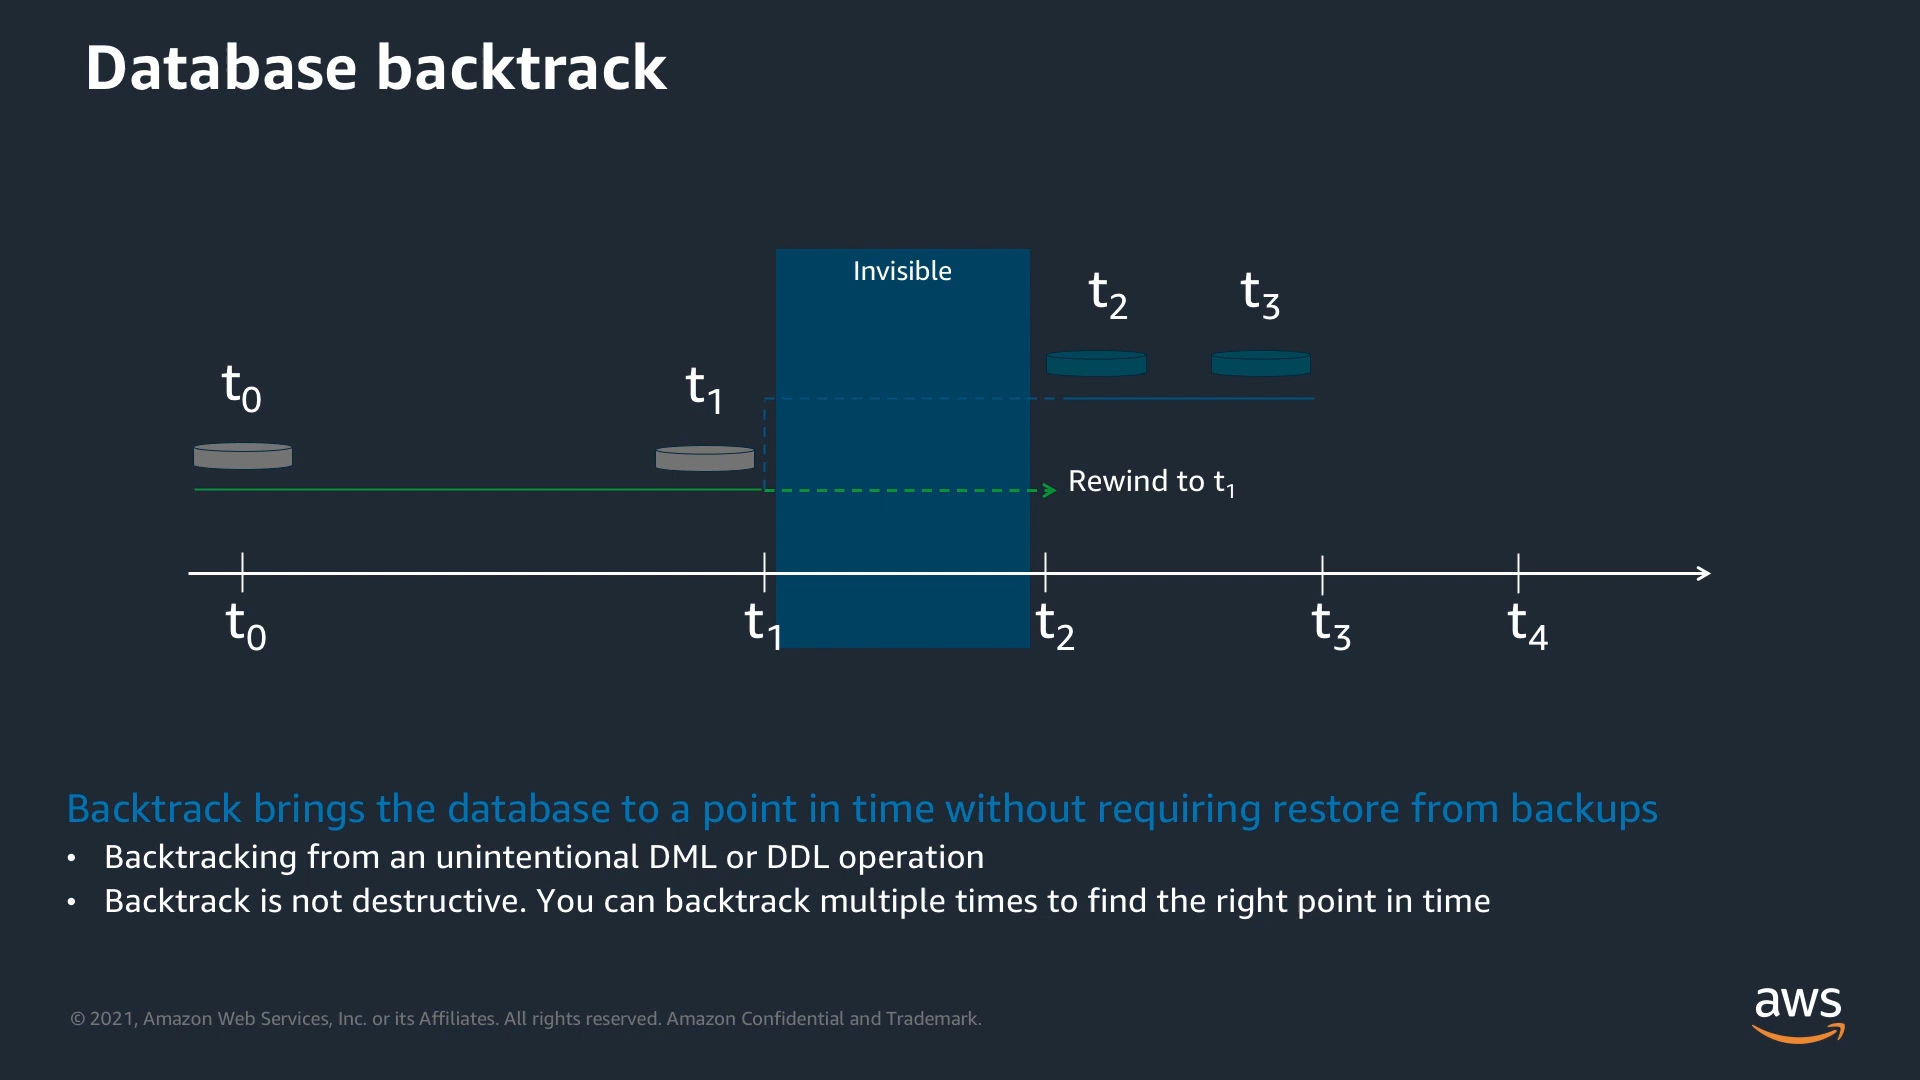 Database backtrack
Invisible
t2 t3
t0 t1
Rewind to t1
t0 t1 t2 t3 t4
Backtrack brings the database to a point in time without requiring restore from backups
• Backtracking from an unintentional DML or DDL operation
• Backtrack is not destructive. You can backtrack multiple times to find the right point in time
© 2021, Amazon Web Services, Inc. or its Affiliates. All rights reserved. Amazon Confidential and Trademark.
aws